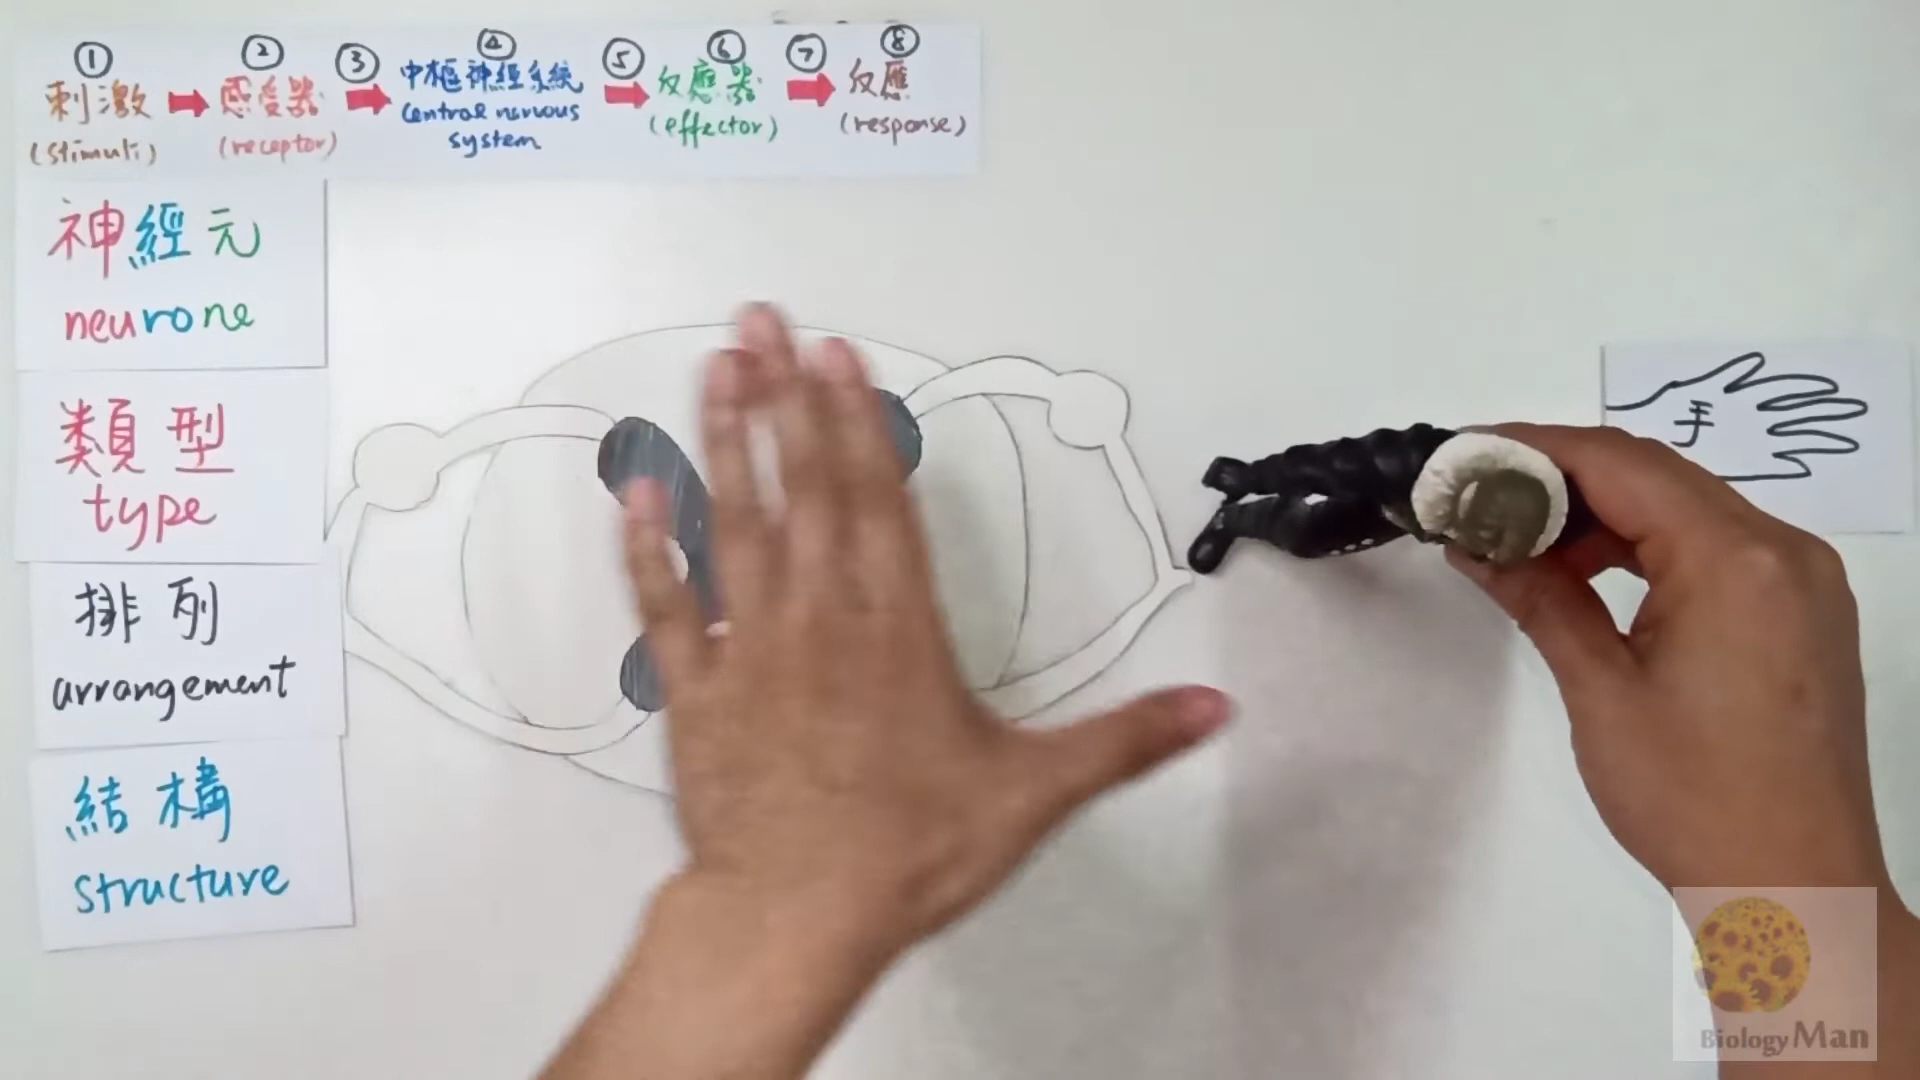 ① ② ③ ④ ⑤ ⑥ ⑦ ⑧
刺激 感受器 中樞神經系統 反應器 反應
(stimuli) (receptor) central nervous (effector) (response)
system
神經元
neurone
類型
type
排列
arrangement
結構
structure
手
Biology Man